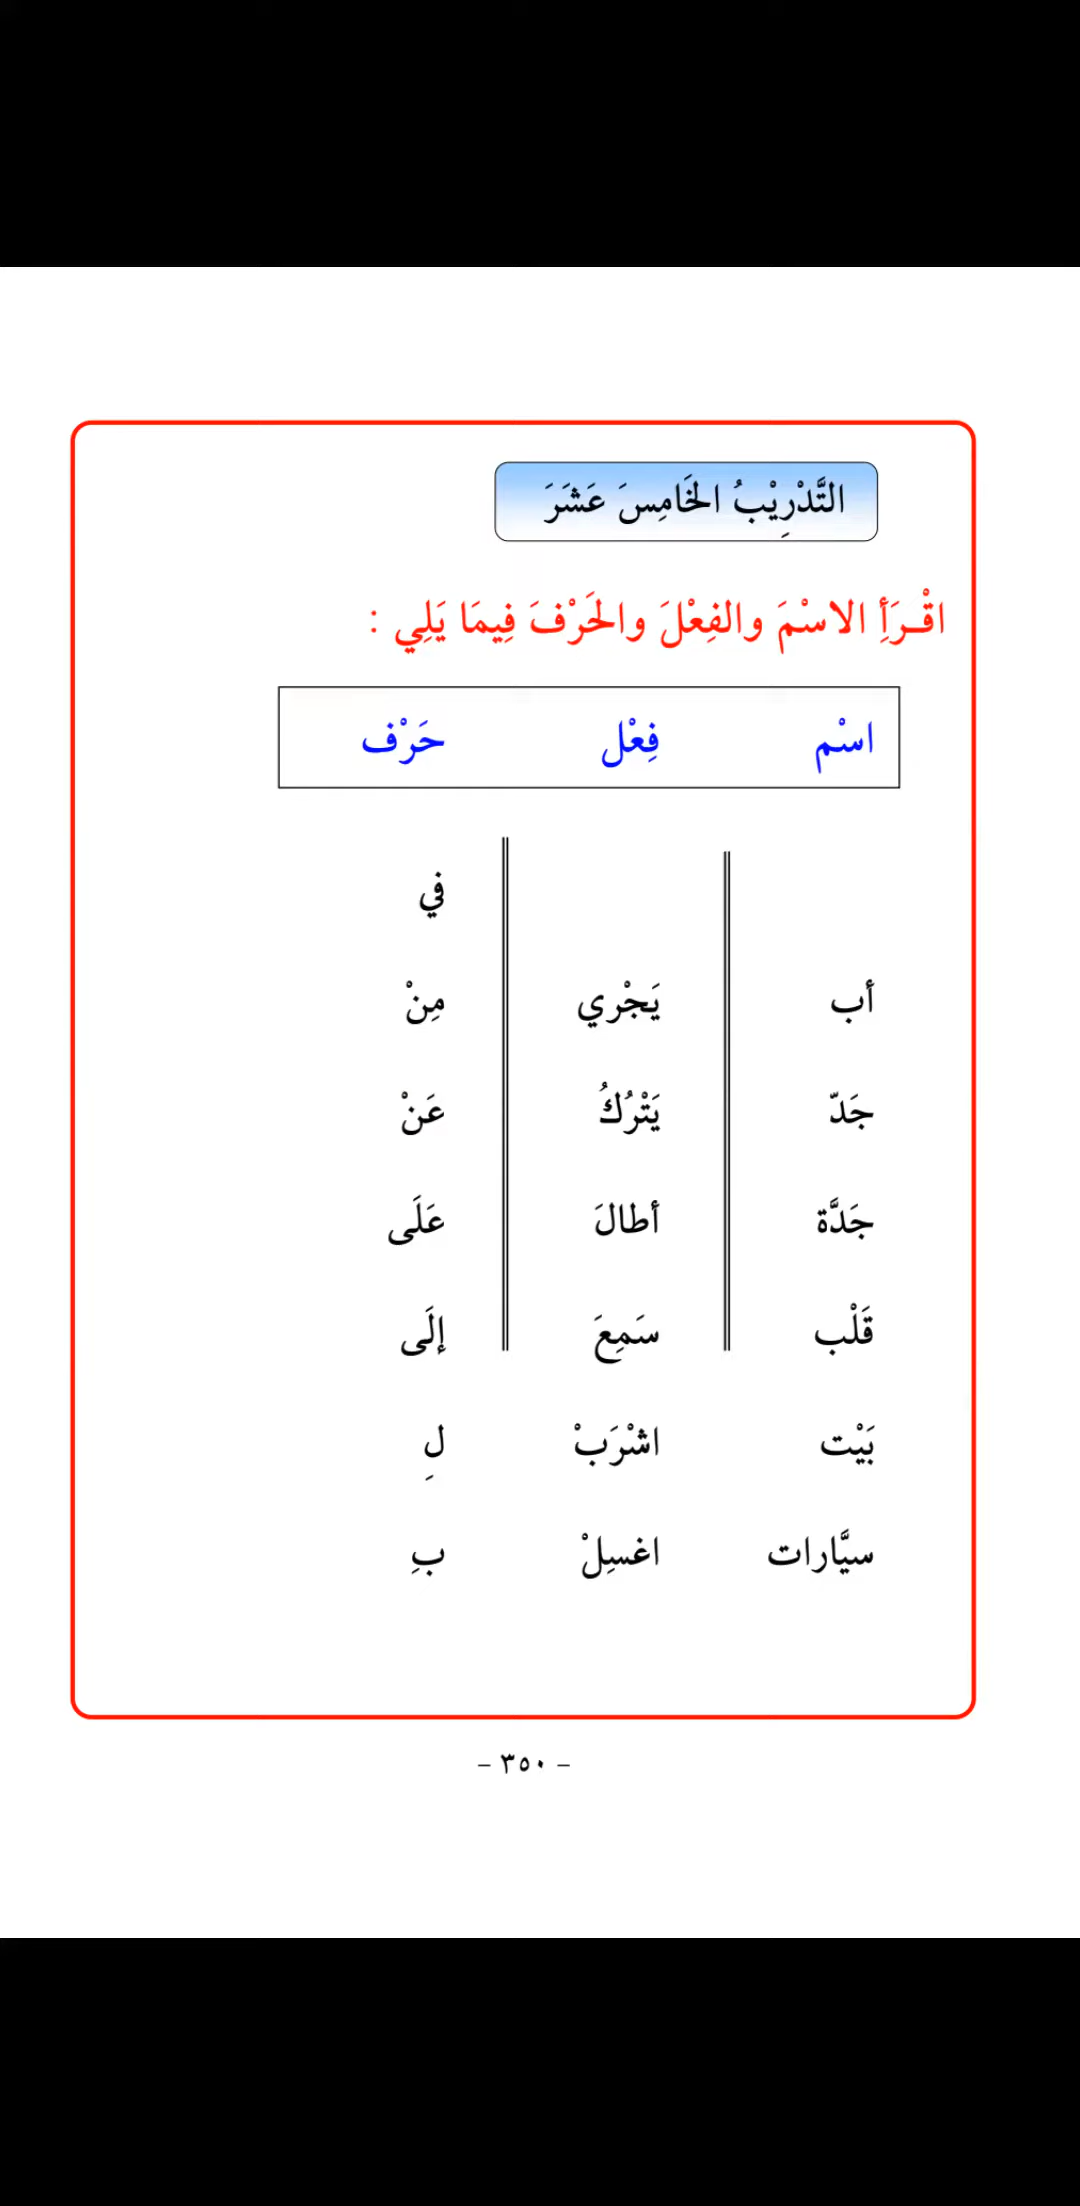 التَّدْرِيْبُ الخَامِسَ عَشَرَ
اقْـرَأِ الاسْمَ والفِعْلَ والحَرْفَ فِيمَا يَلِي :
اسْم فِعْل حَرْف
في
أب يَجْري مِنْ
جَدّ يَتْرُكُ عَنْ
جَدَّة أطالَ عَلَى
قَلْب سَمِعَ إلَى
بَيْت اشْرَبْ لِ
سيَّارات اغسِلْ بِ
– ٣٥٠ –